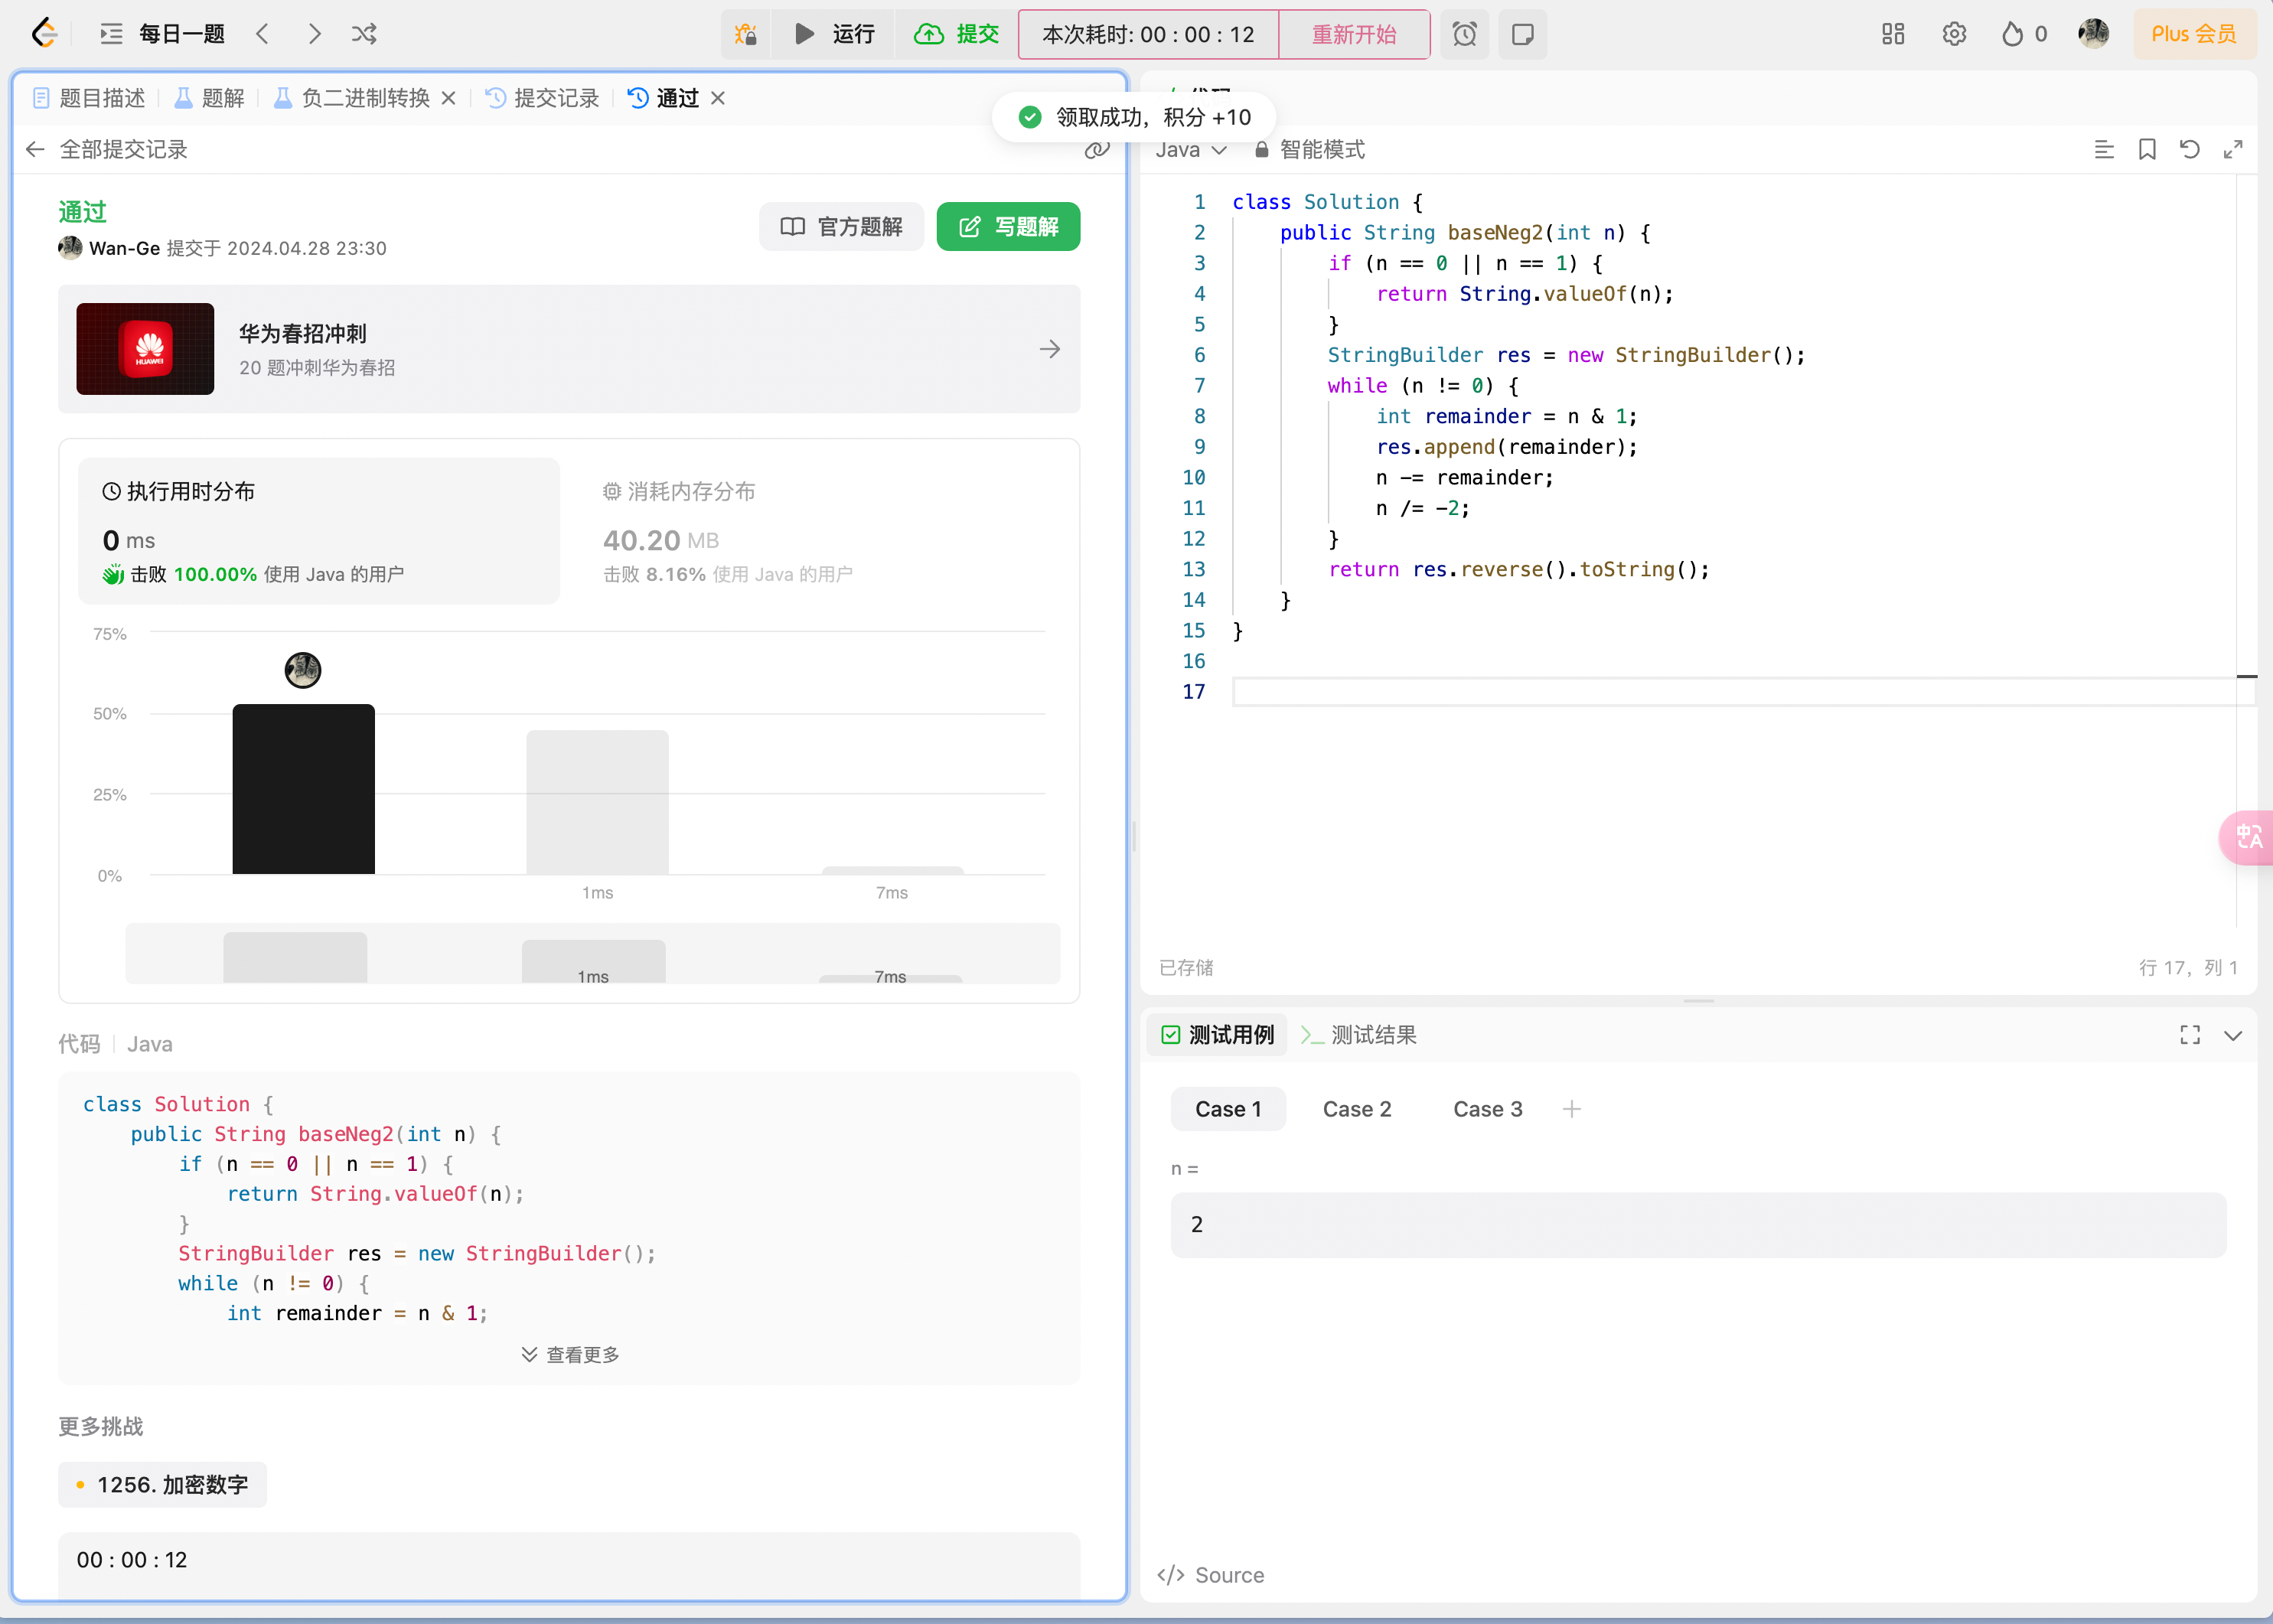 每日一题
运行
提交
本次耗时: 00 : 00 : 12
重新开始
0
Plus 会员
题目描述
题解
负二进制转换
提交记录
通过
领取成功，积分 +10
全部提交记录
Java
智能模式
通过
Wan-Ge 提交于 2024.04.28 23:30
官方题解
写题解
HUAWEI
华为春招冲刺
20 题冲刺华为春招
执行用时分布
0 ms
击败 100.00% 使用 Java 的用户
消耗内存分布
40.20 MB
击败 8.16% 使用 Java 的用户
75%
50%
25%
0%
1ms
7ms
1ms
7ms
代码
Java
class Solution {
public String baseNeg2(int n) {
if (n == 0 || n == 1) {
return String.valueOf(n);
}
StringBuilder res = new StringBuilder();
while (n != 0) {
int remainder = n & 1;
查看更多
更多挑战
1256. 加密数字
00 : 00 : 12
1 class Solution {
2 public String baseNeg2(int n) {
3 if (n == 0 || n == 1) {
4 return String.valueOf(n);
5 }
6 StringBuilder res = new StringBuilder();
7 while (n != 0) {
8 int remainder = n & 1;
9 res.append(remainder);
10 n -= remainder;
11 n /= -2;
12 }
13 return res.reverse().toString();
14 }
15 }
16
17
中A
已存储
行 17，列 1
测试用例
测试结果
Case 1
Case 2
Case 3
n =
2
Source